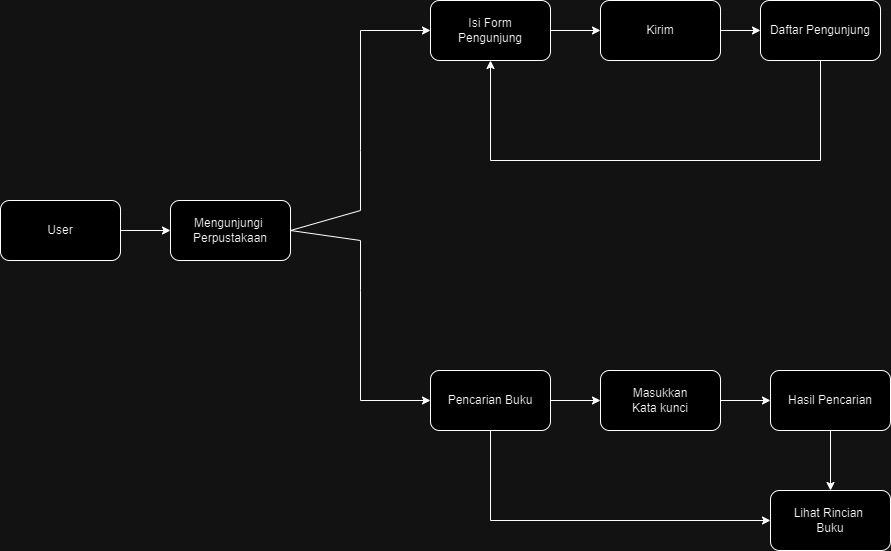 Isi Form
Pengunjung
Kirim
Daftar Pengunjung
User
Mengunjungi
Perpustakaan
Pencarian Buku
Masukkan
Kata kunci
Hasil Pencarian
Lihat Rincian
Buku